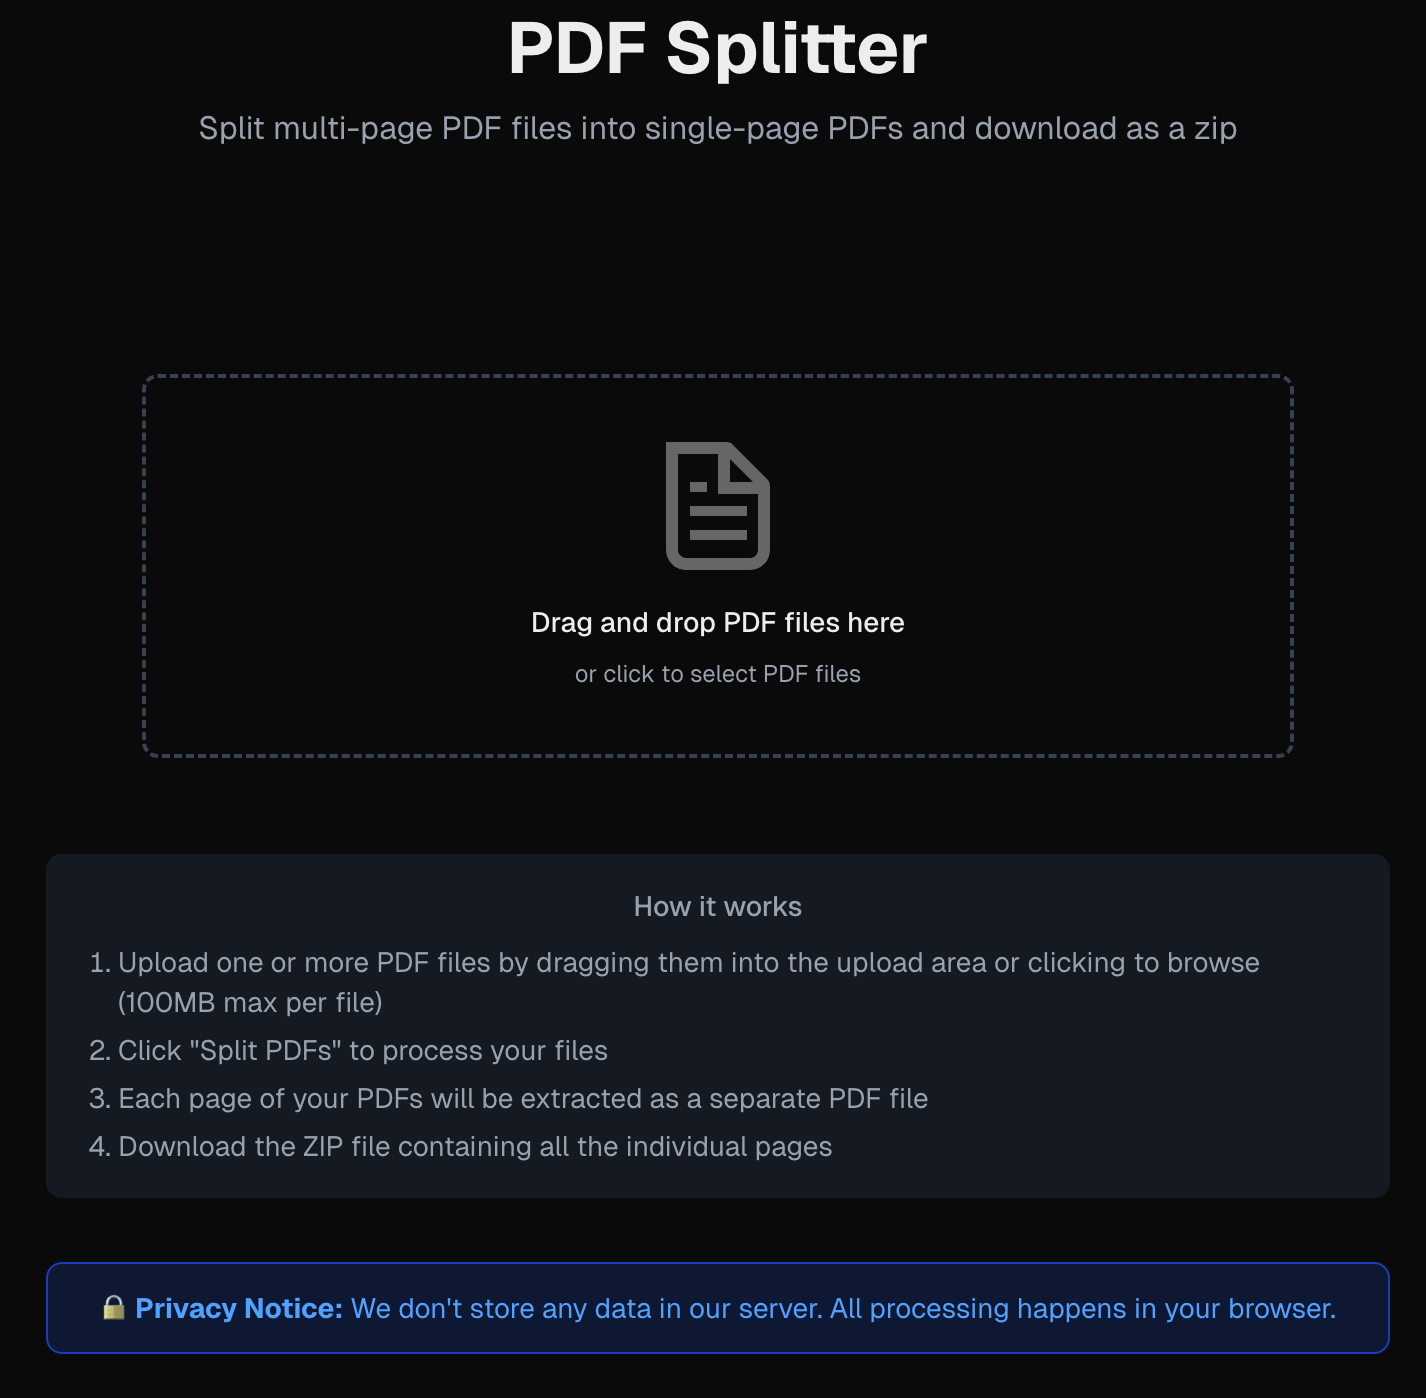 PDF Splitter
Split multi-page PDF files into single-page PDFs and download as a zip
Drag and drop PDF files here
or click to select PDF files
How it works
1. Upload one or more PDF files by dragging them into the upload area or clicking to browse
(100MB max per file)
2. Click "Split PDFs" to process your files
3. Each page of your PDFs will be extracted as a separate PDF file
4. Download the ZIP file containing all the individual pages
🔒 Privacy Notice: We don't store any data in our server. All processing happens in your browser.